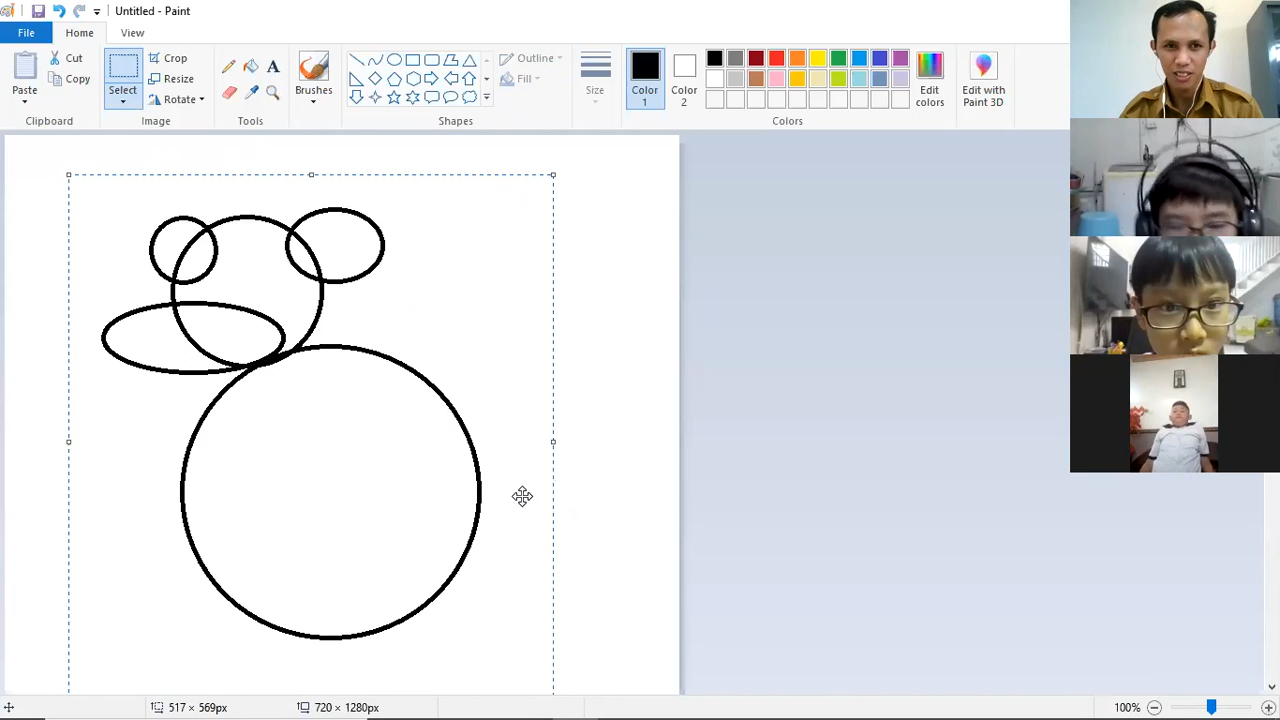 Untitled - Paint
File Home View
Paste
Cut
Copy
Clipboard
Select
Crop
Resize
Rotate
Image
A
Tools
Brushes
Outline
Fill
Shapes
Size
Color 1
Color 2
Edit colors
Colors
Edit with Paint 3D
517 × 569px
720 × 1280px
100%